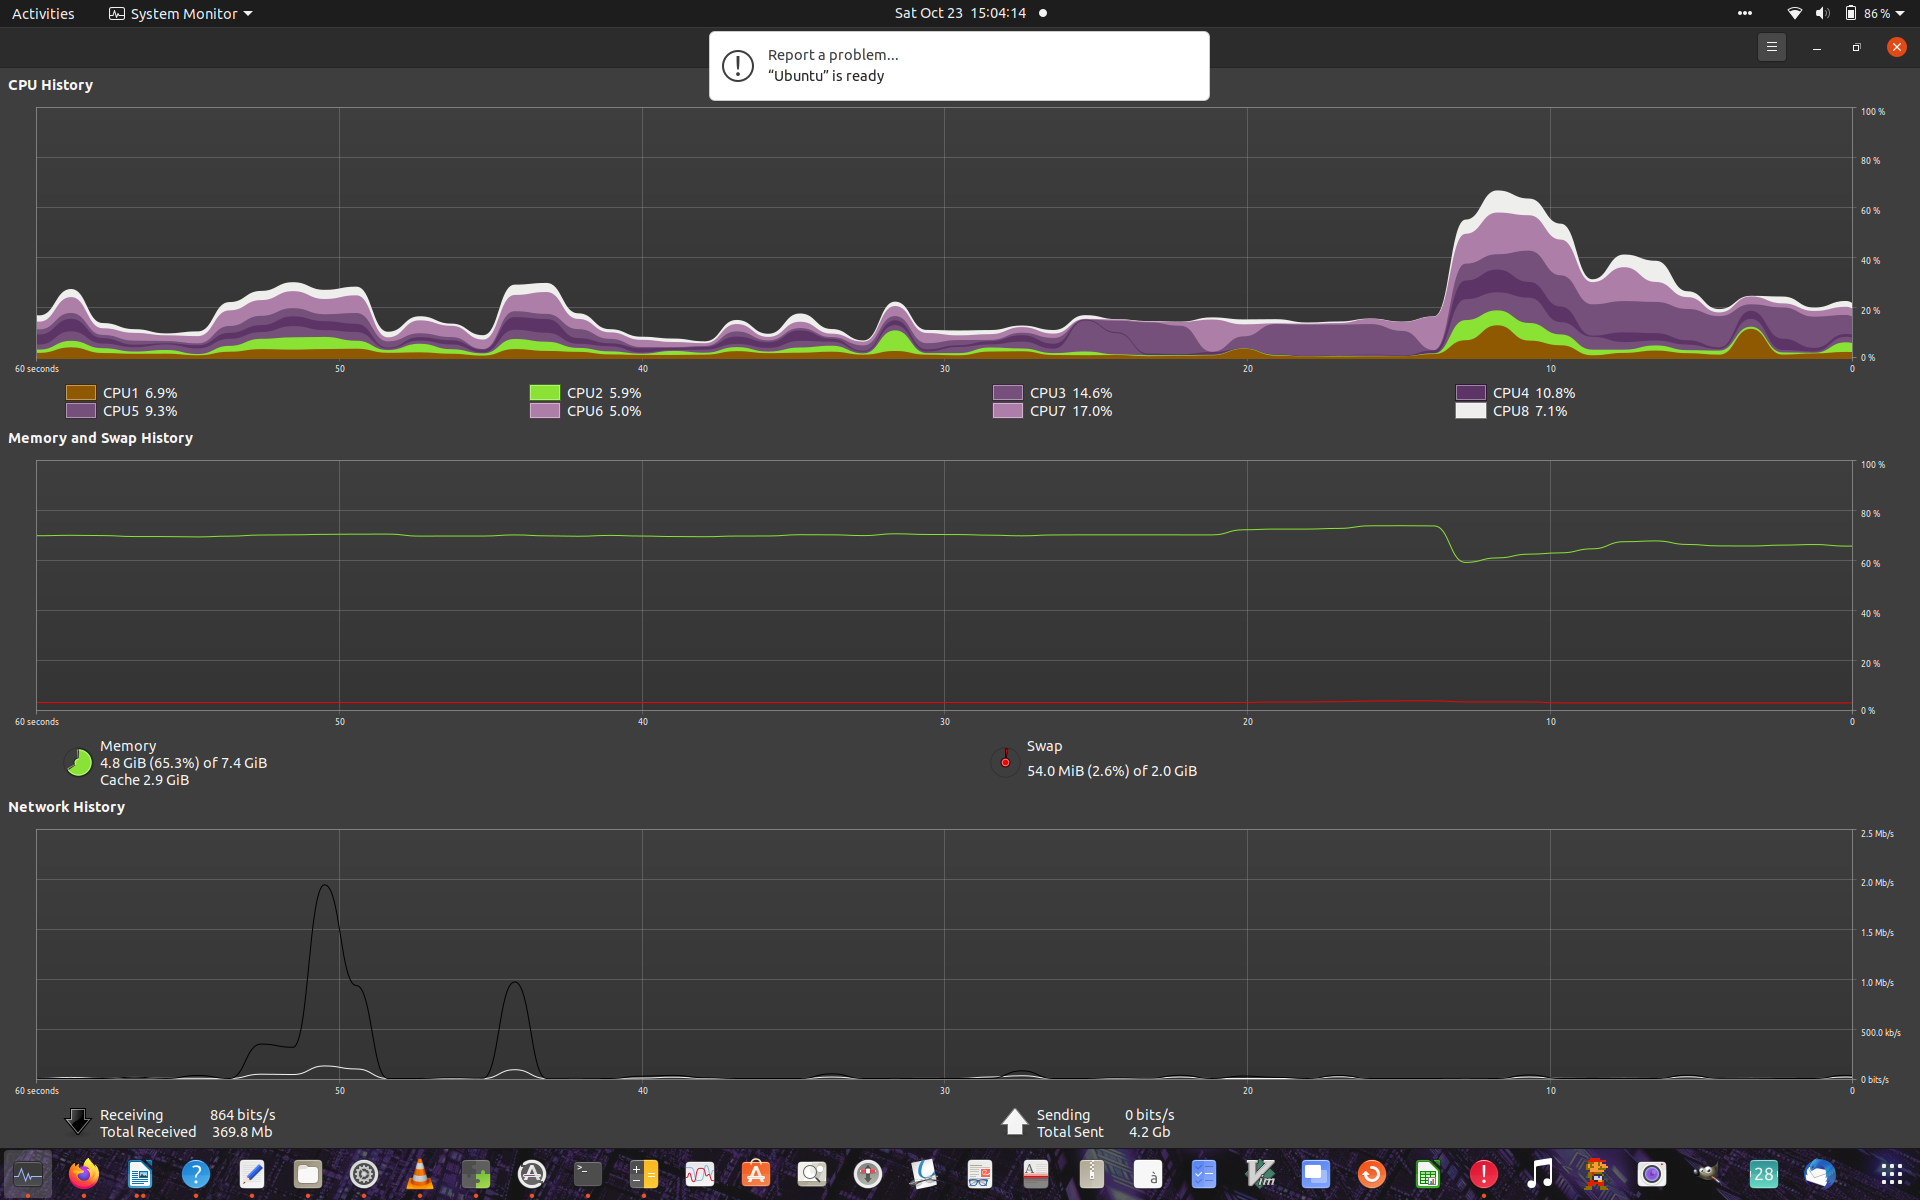 Activities System Monitor Sat Oct 23 15:04:14 86 %
Report a problem...
“Ubuntu” is ready
CPU History
100 %
80 %
60 %
40 %
20 %
0 %
60 seconds 50 40 30 20 10 0
CPU1 6.9% CPU2 5.9% CPU3 14.6% CPU4 10.8%
CPU5 9.3% CPU6 5.0% CPU7 17.0% CPU8 7.1%
Memory and Swap History
100 %
80 %
60 %
40 %
20 %
0 %
60 seconds 50 40 30 20 10 0
Memory
4.8 GiB (65.3%) of 7.4 GiB
Cache 2.9 GiB
Swap
54.0 MiB (2.6%) of 2.0 GiB
Network History
2.5 Mb/s
2.0 Mb/s
1.5 Mb/s
1.0 Mb/s
500.0 kb/s
0 bits/s
60 seconds 50 40 30 20 10 0
Receiving 864 bits/s
Total Received 369.8 Mb
Sending 0 bits/s
Total Sent 4.2 Gb
à
Vim
28